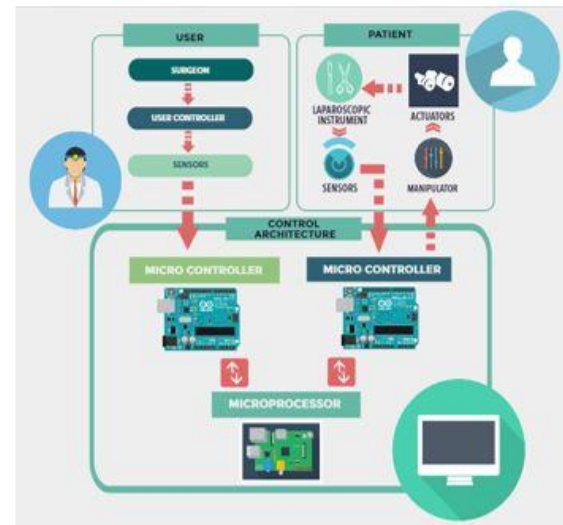 USER
SURGEON
USER CONTROLLER
SENSORS
PATIENT
LAPAROSCOPIC
INSTRUMENT
ACTUATORS
SENSORS
MANIPULATOR
CONTROL
ARCHITECTURE
MICRO CONTROLLER
MICRO CONTROLLER
MICROPROCESSOR